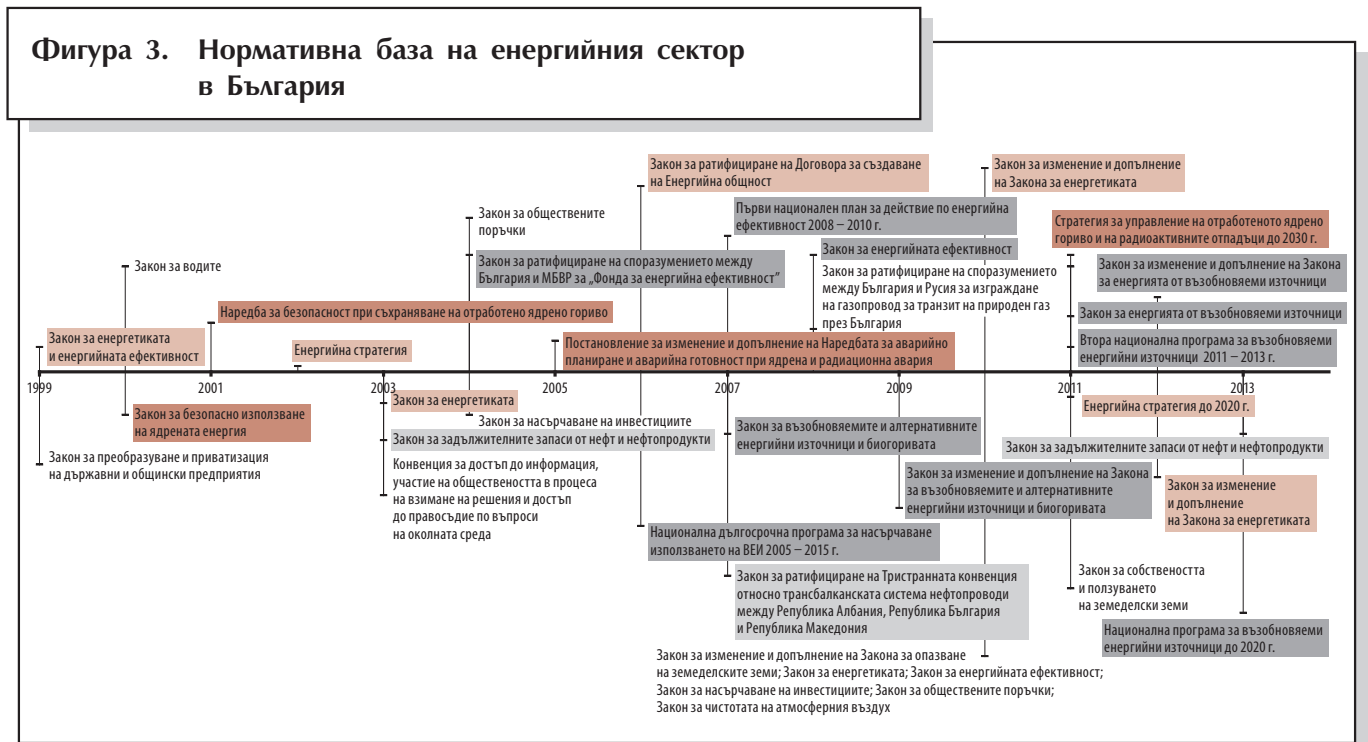 Фигура 3. Нормативна база на енергийния сектор
в България
Закон за ратифициране на Договора за създаване
на Енергийна общност
Закон за изменение и допълнение
на Закона за енергетиката
Закон за обществените
поръчки
Първи национален план за действие по енергийна
ефективност 2008 – 2010 г.
Стратегия за управление на отработеното ядрено
гориво и на радиоактивните отпадъци до 2030 г.
Закон за водите
Закон за ратифициране на споразумението между
България и МБВР за „Фонда за енергийна ефективност”
Закон за енергийната ефективност
Закон за ратифициране на споразумението
между България и Русия за изграждане
на газопровод за транзит на природен газ
през България
Закон за изменение и допълнение на Закона
за енергията от възобновяеми източници
Наредба за безопасност при съхраняване на отработено ядрено гориво
Закон за енергията от възобновяеми източници
Закон за енергетиката
и енергийната ефективност
Енергийна стратегия
Постановление за изменение и допълнение на Наредбата за аварийно
планиране и аварийна готовност при ядрена и радиационна авария
Втора национална програма за възобновяеми
енергийни източници 2011 – 2013 г.
1999 2001 2003 2005 2007 2009 2011 2013
Закон за безопасно използване
на ядрената енергия
Закон за енергетиката
Закон за насърчаване на инвестициите
Закон за задължителните запаси от нефт и нефтопродукти
Закон за възобновяемите и алтернативните
енергийни източници и биогоривата
Енергийна стратегия до 2020 г.
Закон за задължителните запаси от нефт и нефтопродукти
Закон за преобразуване и приватизация
на държавни и общински предприятия
Конвенция за достъп до информация,
участие на обществеността в процеса
на взимане на решения и достъп
до правосъдие по въпроси
на околната среда
Закон за изменение и допълнение на Закона
за възобновяемите и алтернативните
енергийни източници и биогоривата
Закон за изменение
и допълнение
на Закона за енергетиката
Национална дългосрочна програма за насърчаване
използването на ВЕИ 2005 – 2015 г.
Закон за ратифициране на Тристранната конвенция
относно трансбалканската система нефтопроводи
между Република Албания, Република България
и Република Македония
Закон за собствеността
и ползуването
на земеделски земи
Национална програма за възобновяеми
енергийни източници до 2020 г.
Закон за изменение и допълнение на Закона за опазване
на земеделските земи; Закон за енергетиката; Закон за енергийната ефективност;
Закон за насърчаване на инвестициите; Закон за обществените поръчки;
Закон за чистотата на атмосферния въздух